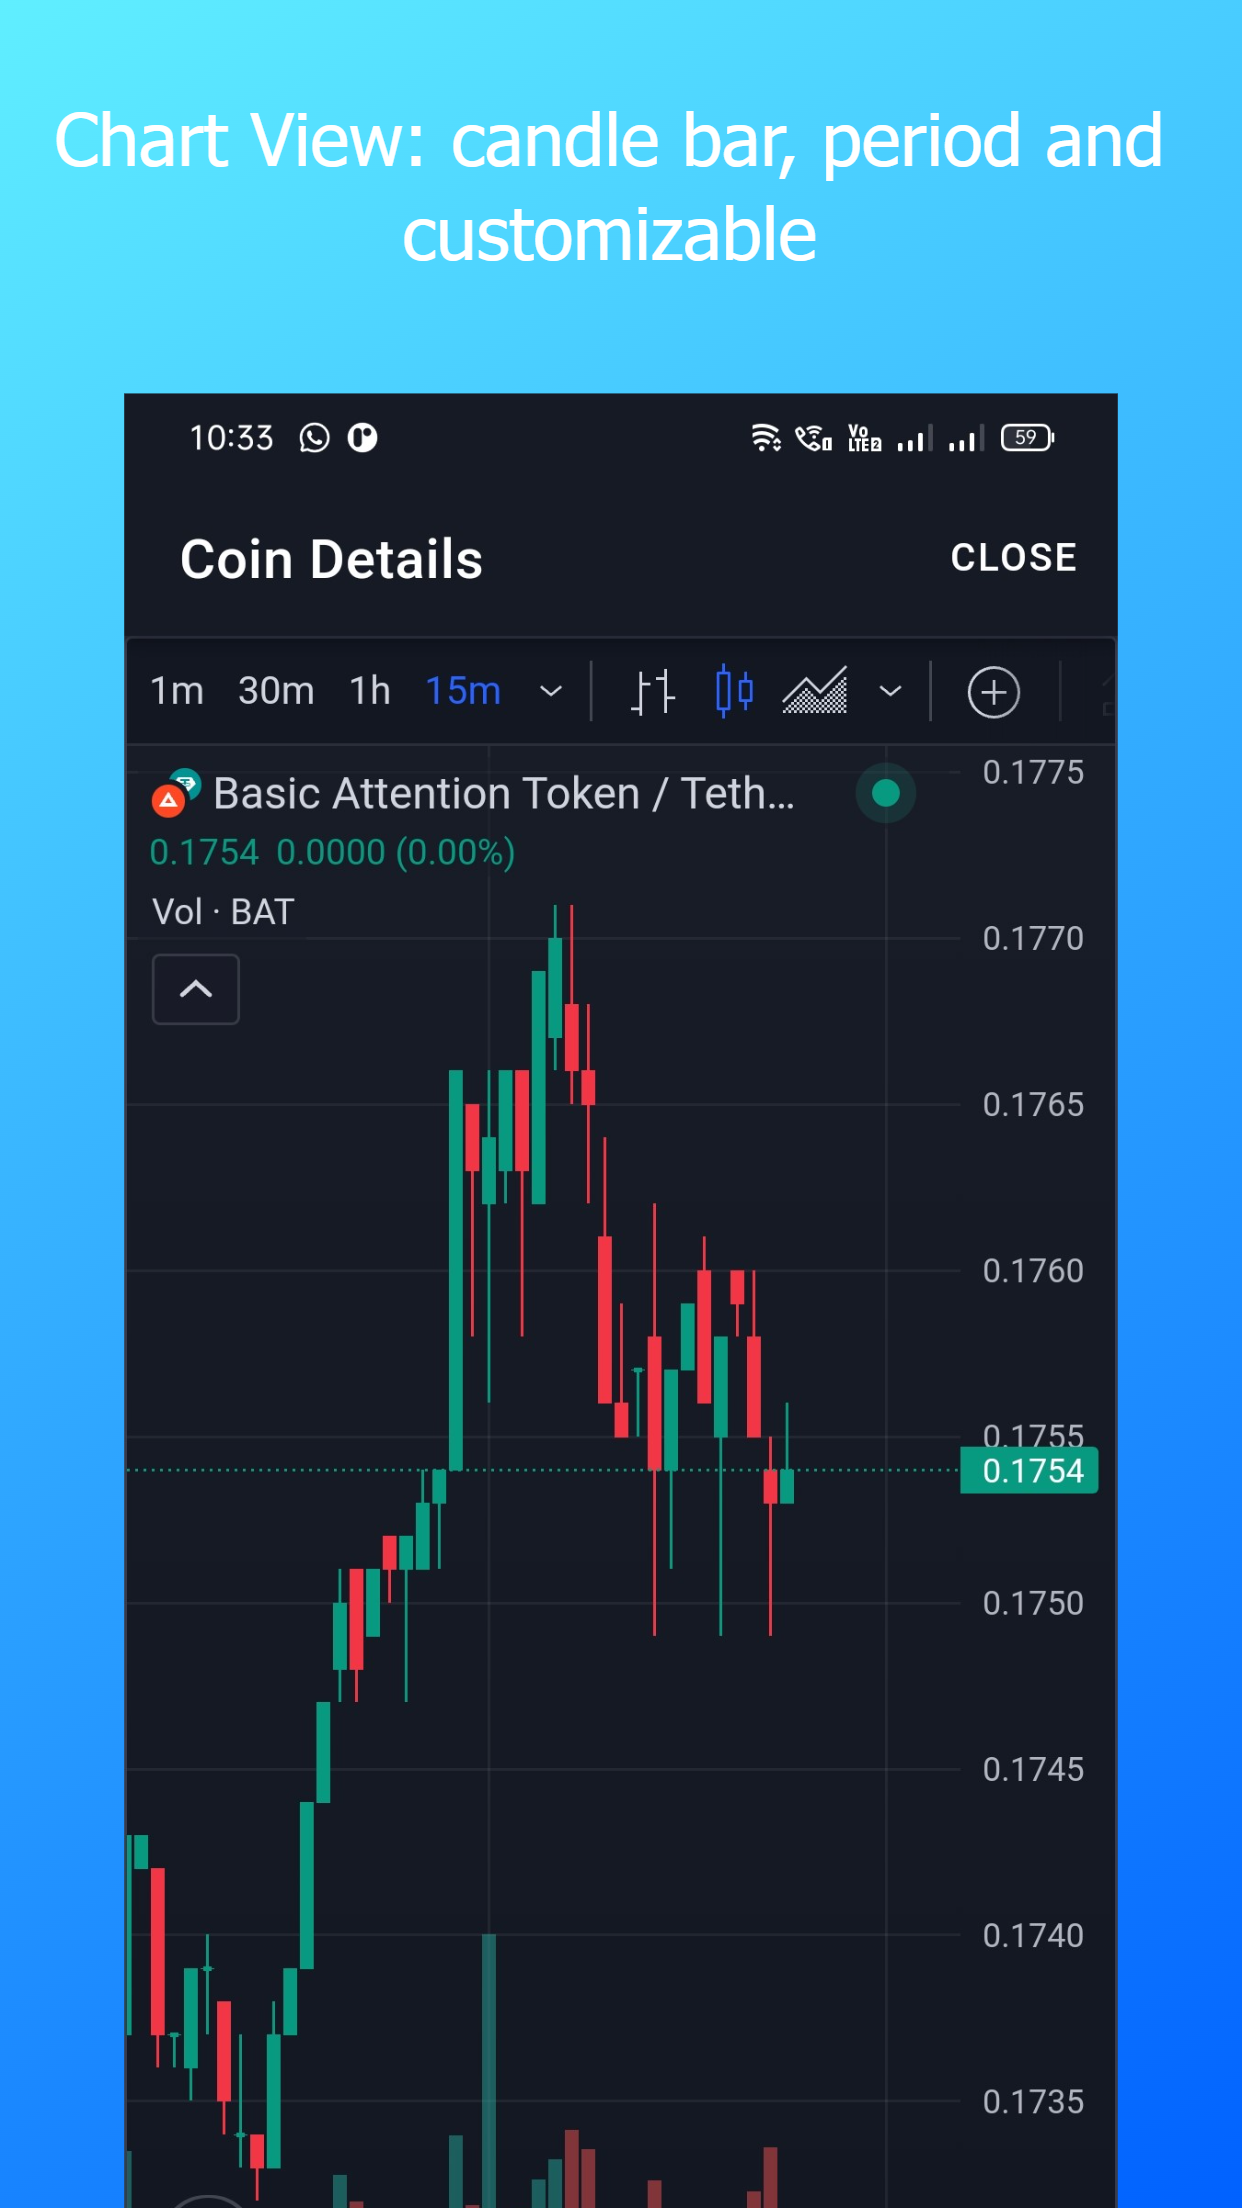 Chart View: candle bar, period and
customizable
10:33
59
Coin Details
CLOSE
1m 30m 1h 15m
Basic Attention Token / Teth...
0.1754 0.0000 (0.00%)
Vol · BAT
0.1775
0.1770
0.1765
0.1760
0.1755
0.1754
0.1750
0.1745
0.1740
0.1735